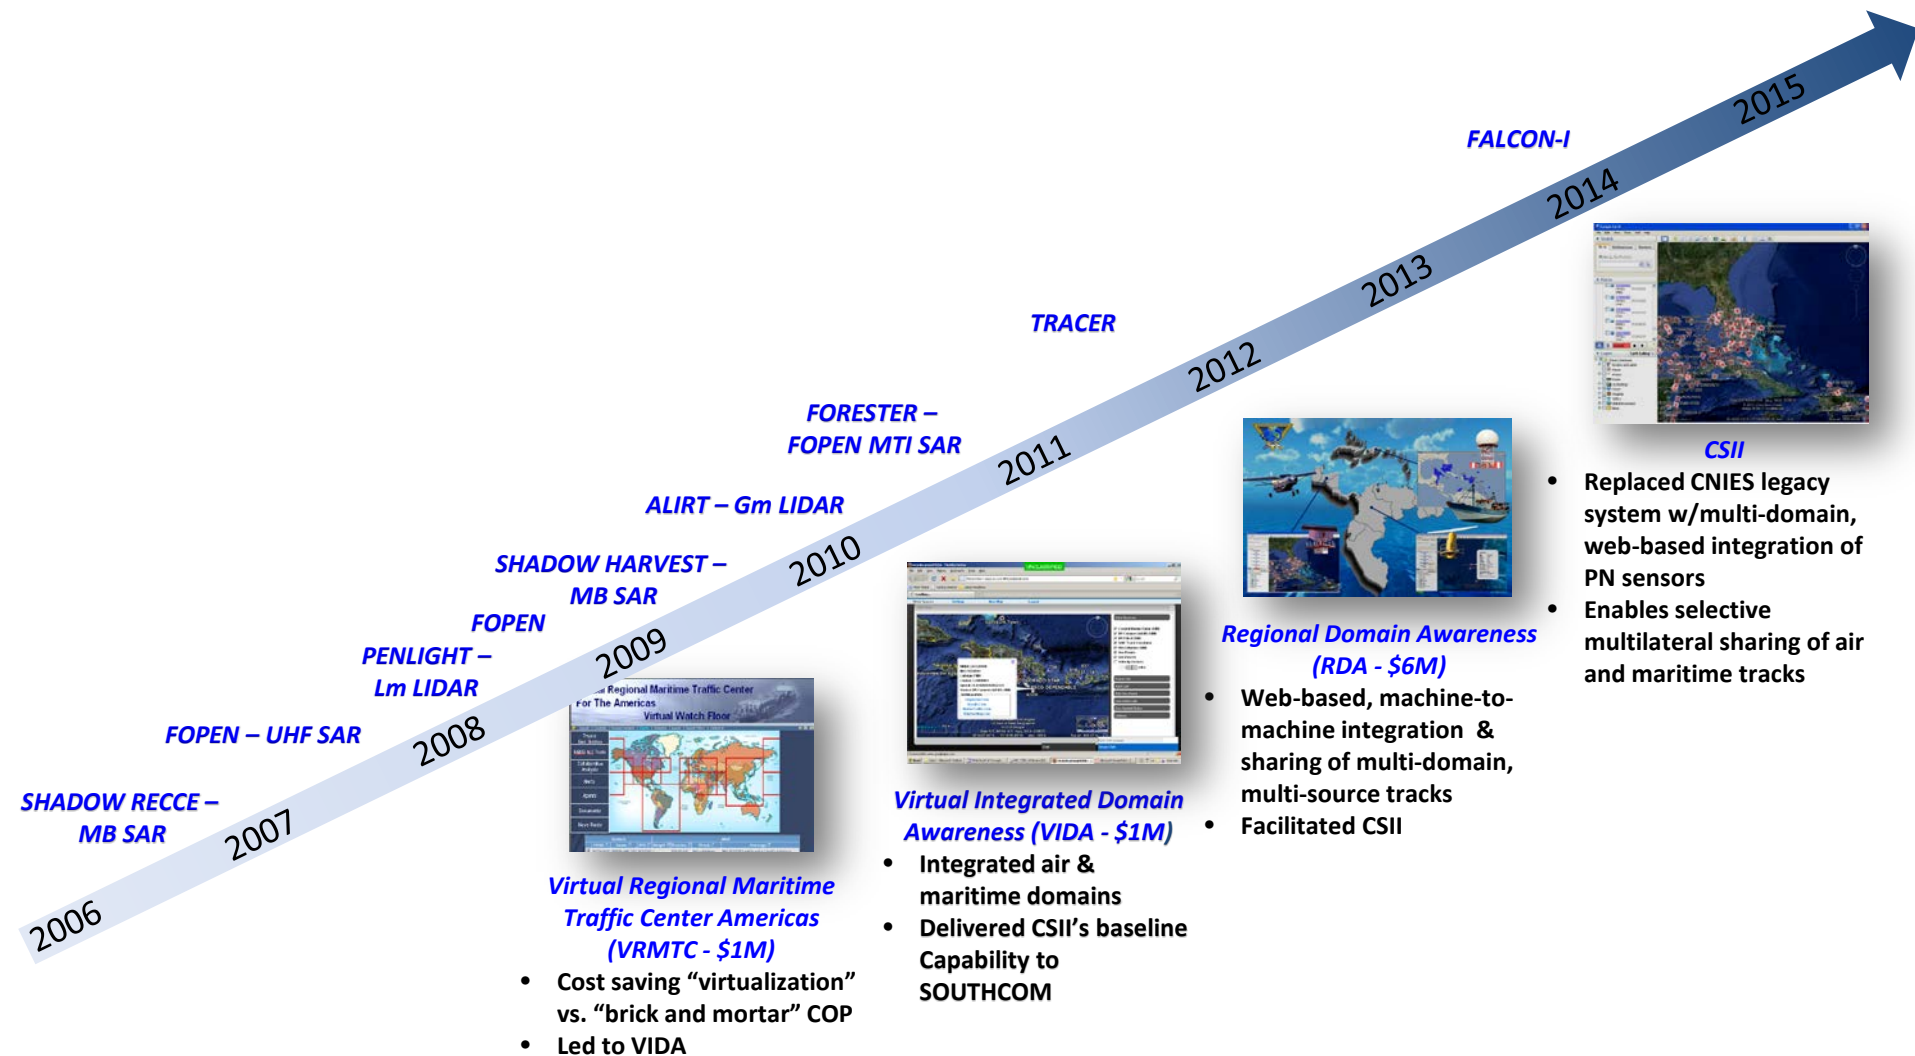 2015
FALCON-I
2014
2013
TRACER
2012
FORESTER –
FOPEN MTI SAR
2011
ALIRT – Gm LIDAR
2010
SHADOW HARVEST –
MB SAR
FOPEN
2009
PENLIGHT –
Lm LIDAR
2008
FOPEN – UHF SAR
2007
SHADOW RECCE –
MB SAR
2006
Regional Maritime Traffic Center
For The Americas
Virtual Watch Floor
Virtual Regional Maritime
Traffic Center Americas
(VRMTC - $1M)
• Cost saving “virtualization”
vs. “brick and mortar” COP
• Led to VIDA
UNCLASSIFIED
Virtual Integrated Domain
Awareness (VIDA - $1M)
• Integrated air &
maritime domains
• Delivered CSII’s baseline
Capability to
SOUTHCOM
Regional Domain Awareness
(RDA - $6M)
• Web-based, machine-to-
machine integration &
sharing of multi-domain,
multi-source tracks
• Facilitated CSII
CSII
• Replaced CNIES legacy
system w/multi-domain,
web-based integration of
PN sensors
• Enables selective
multilateral sharing of air
and maritime tracks